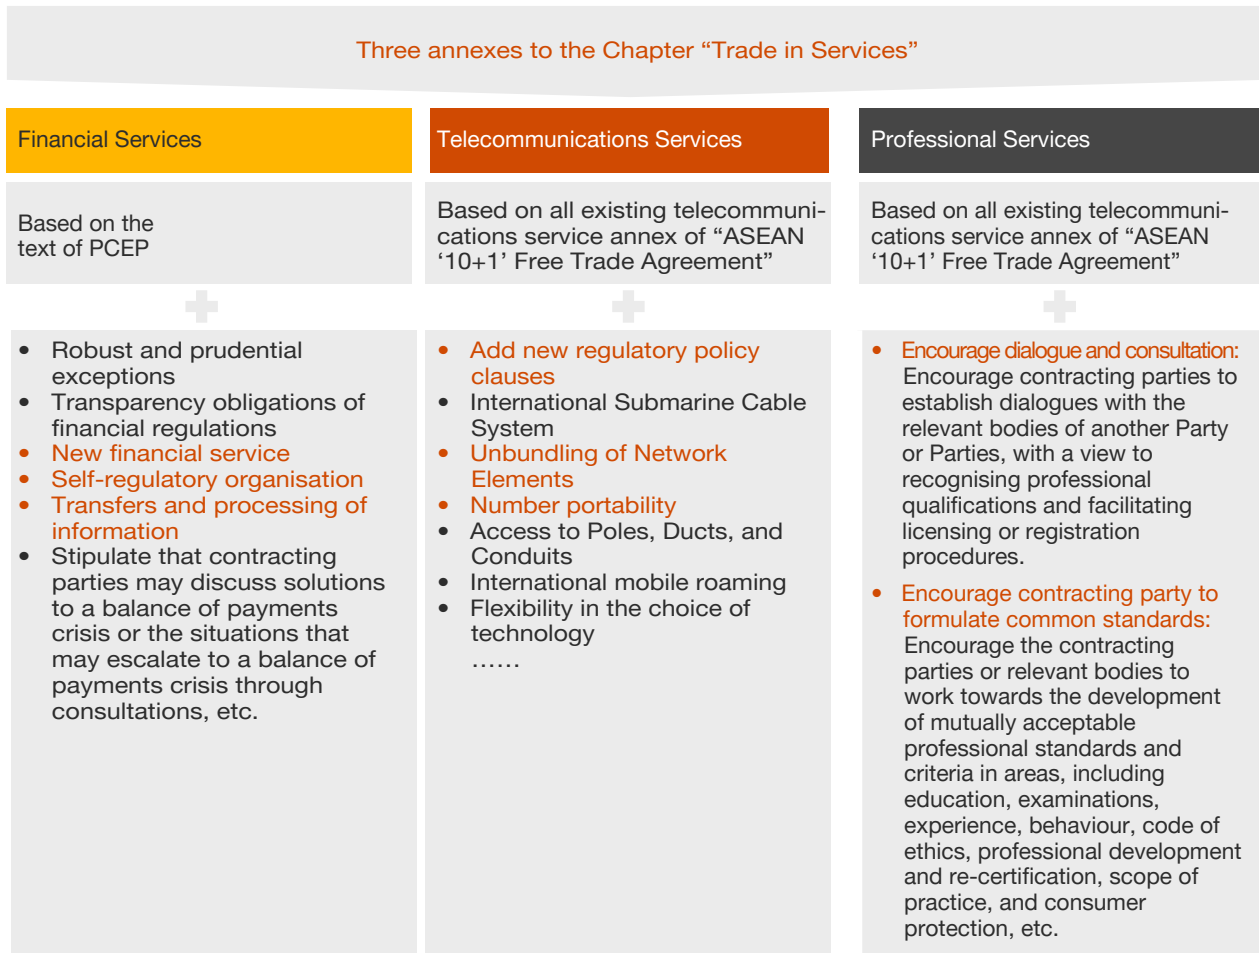 Three annexes to the Chapter “Trade in Services”
Financial Services
Based on the
text of PCEP
• Robust and prudential
exceptions
• Transparency obligations of
financial regulations
• New financial service
• Self-regulatory organisation
• Transfers and processing of
information
• Stipulate that contracting
parties may discuss solutions
to a balance of payments
crisis or the situations that
may escalate to a balance of
payments crisis through
consultations, etc.
Telecommunications Services
Based on all existing telecommuni-
cations service annex of “ASEAN
‘10+1’ Free Trade Agreement”
• Add new regulatory policy
clauses
• International Submarine Cable
System
• Unbundling of Network
Elements
• Number portability
• Access to Poles, Ducts, and
Conduits
• International mobile roaming
• Flexibility in the choice of
technology
……
Professional Services
Based on all existing telecommuni-
cations service annex of “ASEAN
‘10+1’ Free Trade Agreement”
• Encourage dialogue and consultation:
Encourage contracting parties to
establish dialogues with the
relevant bodies of another Party
or Parties, with a view to
recognising professional
qualifications and facilitating
licensing or registration
procedures.
• Encourage contracting party to
formulate common standards:
Encourage the contracting
parties or relevant bodies to
work towards the development
of mutually acceptable
professional standards and
criteria in areas, including
education, examinations,
experience, behaviour, code of
ethics, professional development
and re-certification, scope of
practice, and consumer
protection, etc.